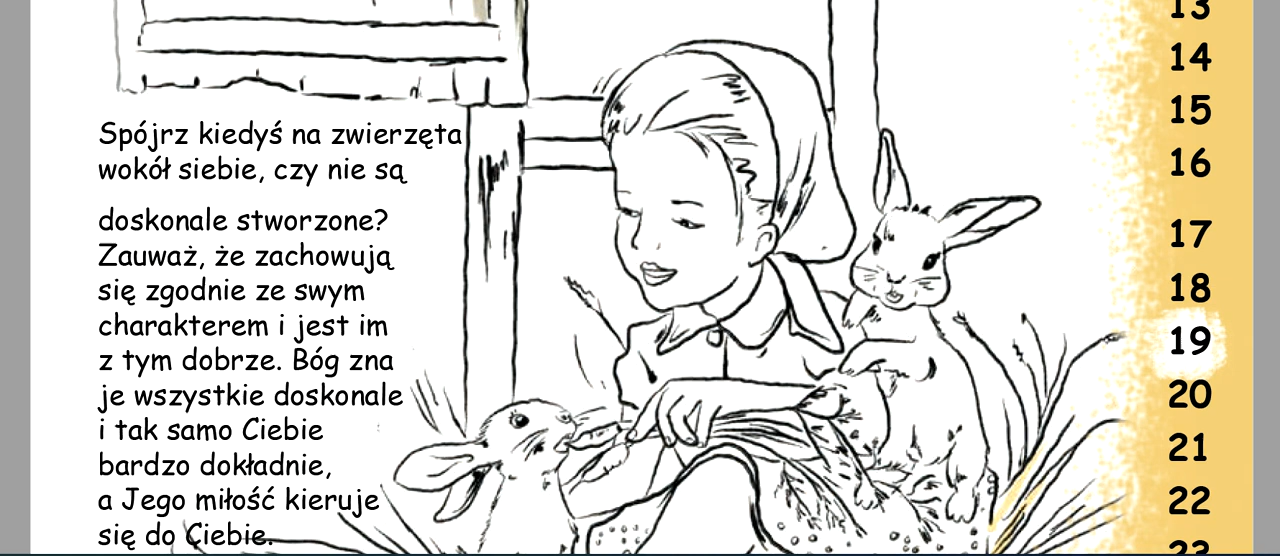 Spójrz kiedyś na zwierzęta
wokół siebie, czy nie są
doskonale stworzone?
Zauważ, że zachowują
się zgodnie ze swym
charakterem i jest im
z tym dobrze. Bóg zna
je wszystkie doskonale
i tak samo Ciebie
bardzo dokładnie,
a Jego miłość kieruje
się do Ciebie.
13
14
15
16
17
18
19
20
21
22
23